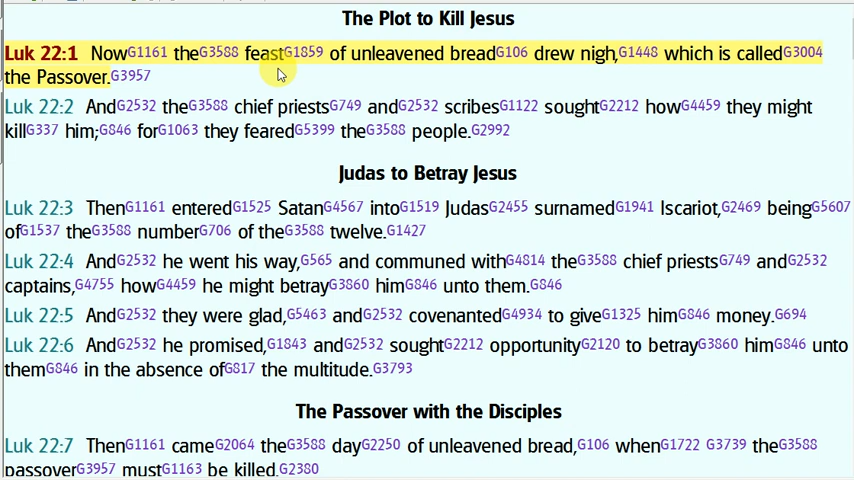 The Plot to Kill Jesus
Luk 22:1 NowG1161 theG3588 feastG1859 of unleavened breadG106 drew nigh,G1448 which is calledG3004
the Passover.G3957
Luk 22:2 AndG2532 theG3588 chief priestsG749 andG2532 scribesG1122 soughtG2212 howG4459 they might
killG337 him;G846 forG1063 they fearedG5399 theG3588 people.G2992
Judas to Betray Jesus
Luk 22:3 ThenG1161 enteredG1525 SatanG4567 intoG1519 JudasG2455 surnamedG1941 Iscariot,G2469 beingG5607
ofG1537 theG3588 numberG706 of theG3588 twelve.G1427
Luk 22:4 AndG2532 he went his way,G565 and communed withG4814 theG3588 chief priestsG749 andG2532
captains,G4755 howG4459 he might betrayG3860 himG846 unto them.G846
Luk 22:5 AndG2532 they were glad,G5463 andG2532 covenantedG4934 to giveG1325 himG846 money.G694
Luk 22:6 AndG2532 he promised,G1843 andG2532 soughtG2212 opportunityG2120 to betrayG3860 himG846 unto
themG846 in the absence ofG817 the multitude.G3793
The Passover with the Disciples
Luk 22:7 ThenG1161 cameG2064 theG3588 dayG2250 of unleavened bread,G106 whenG1722 G3739 theG3588
passoverG3957 mustG1163 be killed.G2380